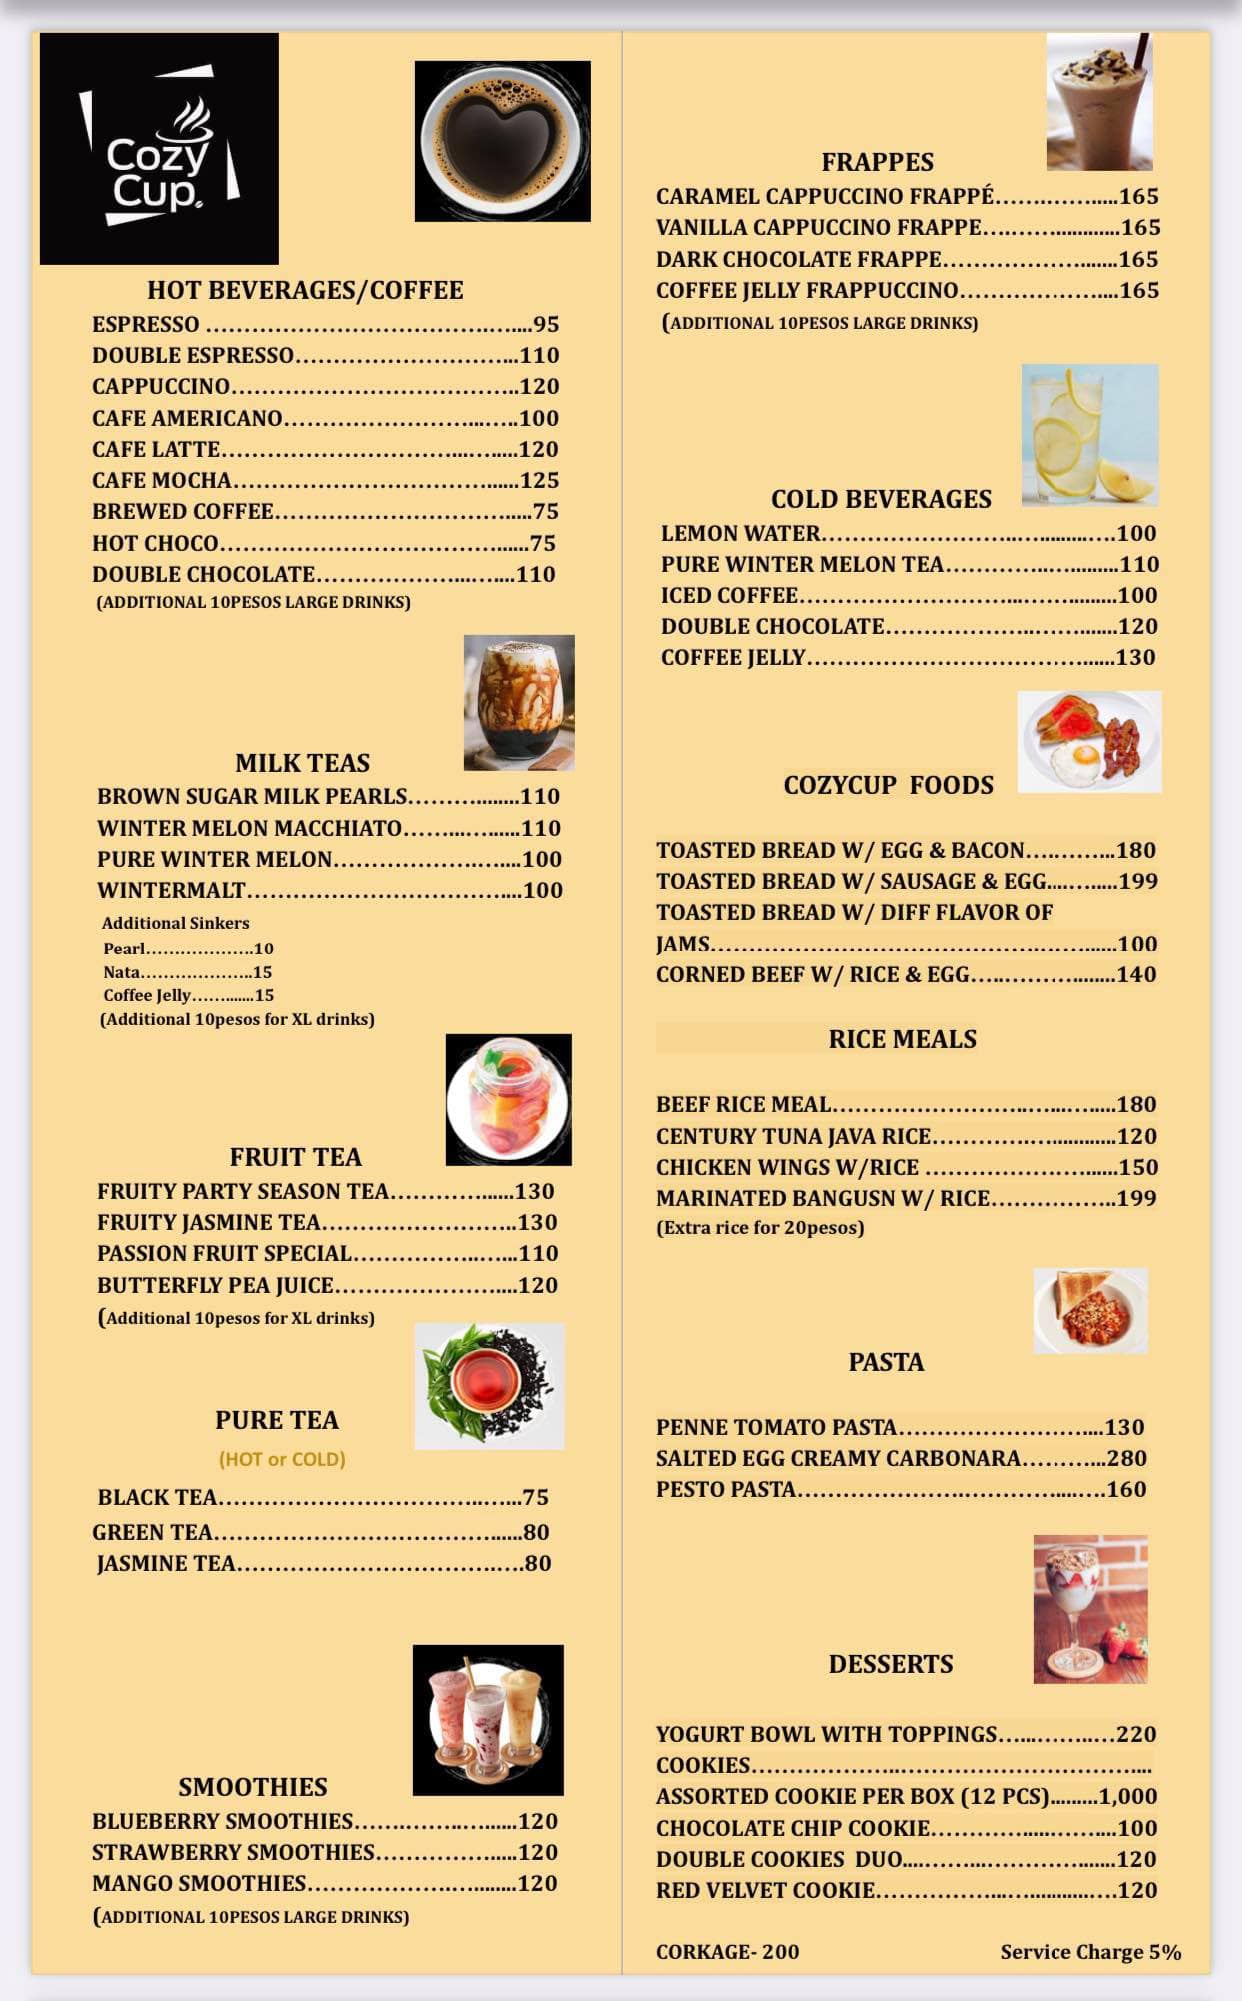 Cozy
Cup
HOT BEVERAGES/COFFEE
ESPRESSO ………………………………….…....95
DOUBLE ESPRESSO………………………...110
CAPPUCCINO………………………………..120
CAFE AMERICANO……………………...…..100
CAFE LATTE…………………………...….....120
CAFE MOCHA……………………………......125
BREWED COFFEE………………………….....75
HOT CHOCO……………………………….......75
DOUBLE CHOCOLATE………………...…....110
(ADDITIONAL 10PESOS LARGE DRINKS)
MILK TEAS
BROWN SUGAR MILK PEARLS……….........110
WINTER MELON MACCHIATO……...…......110
PURE WINTER MELON……………….…....100
WINTERMALT…………………………….....100
Additional Sinkers
Pearl………………..10
Nata………………...15
Coffee Jelly…….......15
(Additional 10pesos for XL drinks)
FRUIT TEA
FRUITY PARTY SEASON TEA………….......130
FRUITY JASMINE TEA……………………..130
PASSION FRUIT SPECIAL……………..…...110
BUTTERFLY PEA JUICE…………………....120
(Additional 10pesos for XL drinks)
PURE TEA
(HOT or COLD)
BLACK TEA……………………………..…...75
GREEN TEA………………………………......80
JASMINE TEA…………………………….….80
SMOOTHIES
BLUEBERRY SMOOTHIES…….…….…......120
STRAWBERRY SMOOTHIES…………….....120
MANGO SMOOTHIES……………….…........120
(ADDITIONAL 10PESOS LARGE DRINKS)
FRAPPES
CARAMEL CAPPUCCINO FRAPPÉ…….…….....165
VANILLA CAPPUCCINO FRAPPE…..…..............165
DARK CHOCOLATE FRAPPE……………….......165
COFFEE JELLY FRAPPUCCINO………………....165
(ADDITIONAL 10PESOS LARGE DRINKS)
COLD BEVERAGES
LEMON WATER……………………..…..........….100
PURE WINTER MELON TEA…………...…..........110
ICED COFFEE………………………...…….........100
DOUBLE CHOCOLATE………………..…….......120
COFFEE JELLY……………………………….......130
COZYCUP FOODS
TOASTED BREAD W/ EGG & BACON….……...180
TOASTED BREAD W/ SAUSAGE & EGG...…......199
TOASTED BREAD W/ DIFF FLAVOR OF
JAMS……………………………………..……......100
CORNED BEEF W/ RICE & EGG….………........140
RICE MEALS
BEEF RICE MEAL……………………..…...….....180
CENTURY TUNA JAVA RICE………….…............120
CHICKEN WINGS W/RICE …………………......150
MARINATED BANGUSN W/ RICE……………..199
(Extra rice for 20pesos)
PASTA
PENNE TOMATO PASTA…………………….....130
SALTED EGG CREAMY CARBONARA………...280
PESTO PASTA………………….………….....….160
DESSERTS
YOGURT BOWL WITH TOPPINGS…...……..…220
COOKIES………………..…………………………....
ASSORTED COOKIE PER BOX (12 PCS).........1,000
CHOCOLATE CHIP COOKIE………….....……....100
DOUBLE COOKIES DUO....……..…………........120
RED VELVET COOKIE……………...…...........….120
CORKAGE- 200
Service Charge 5%